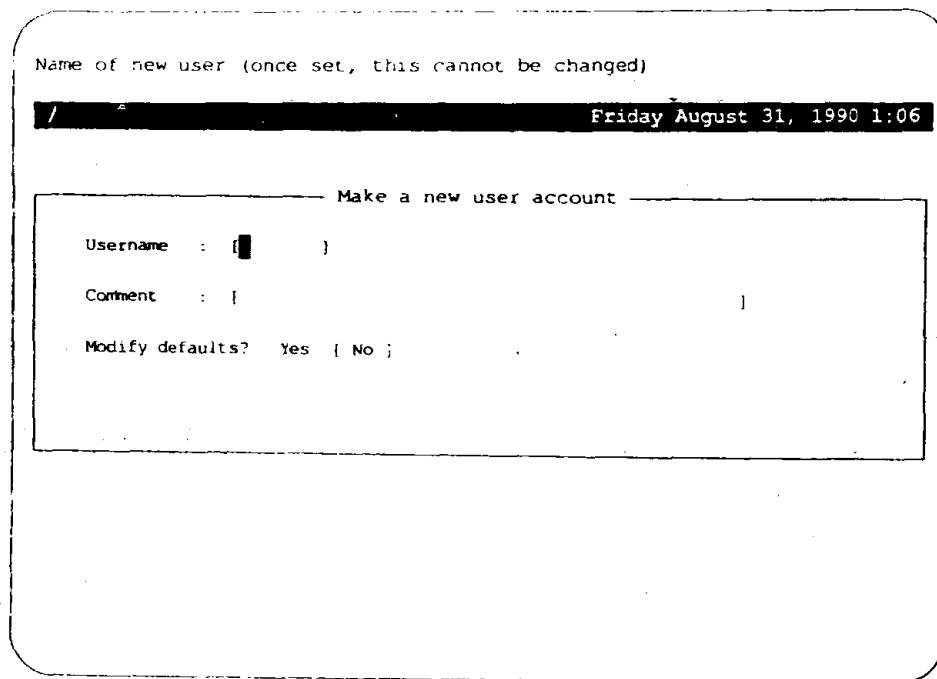 Name of new user (once set, this cannot be changed)
/ Friday August 31, 1990 1:06
Make a new user account
Username : [ ]
Comment : [ ]
Modify defaults? Yes [ No ]